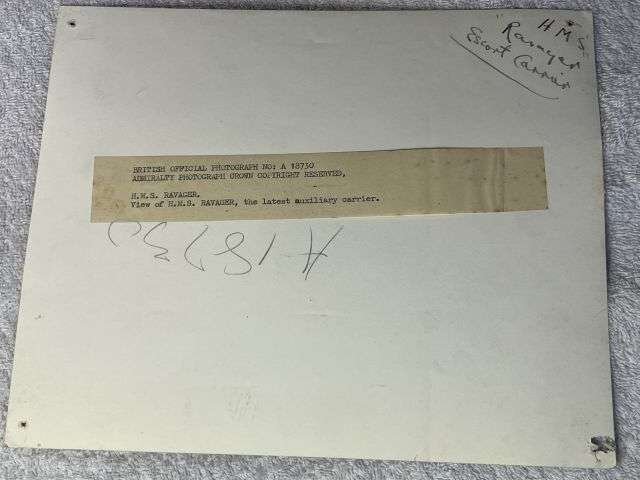 H.M.S.
Ravager
Escort Carrier
BRITISH OFFICIAL PHOTOGRAPH NO: A 18730
ADMIRALTY PHOTOGRAPH CROWN COPYRIGHT RESERVED,
H.M.S. RAVAGER,
View of H.M.S. RAVAGER, the latest auxiliary carrier.
A 18730